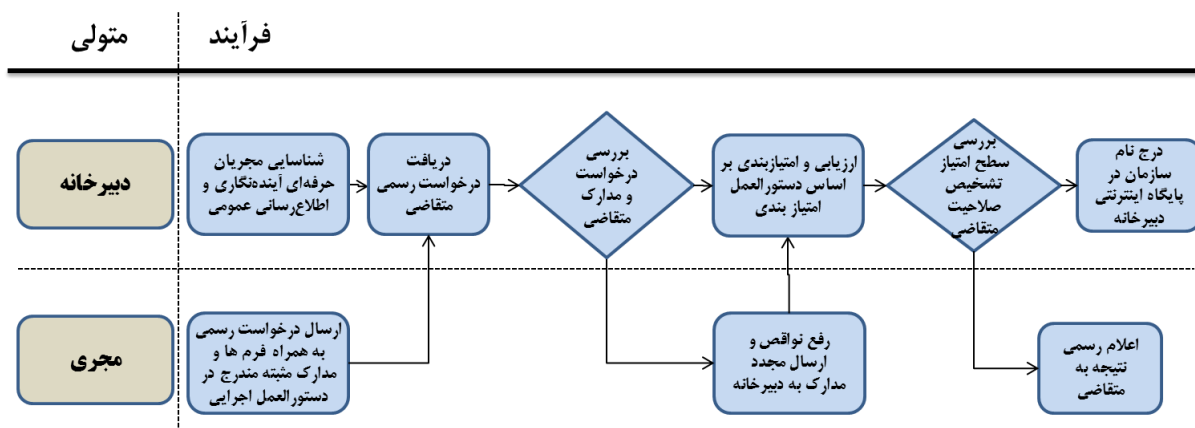 متولی
فرآیند
دبیرخانه
شناسایی مجریان
حرفه‌ای آینده‌نگاری و
اطلاع‌رسانی عمومی
دریافت
درخواست رسمی
متقاضی
بررسی
درخواست
و مدارک
متقاضی
ارزیابی و امتیازبندی بر
اساس دستورالعمل
امتیاز بندی
بررسی
سطح امتیاز
تشخیص
صلاحیت
متقاضی
درج نام
سازمان در
پایگاه اینترنتی
دبیرخانه
مجری
ارسال درخواست رسمی
به همراه فرم ها و
مدارک مثبته مندرج در
دستورالعمل اجرایی
رفع نواقص و
ارسال مجدد
مدارک به دبیرخانه
اعلام رسمی
نتیجه به
متقاضی